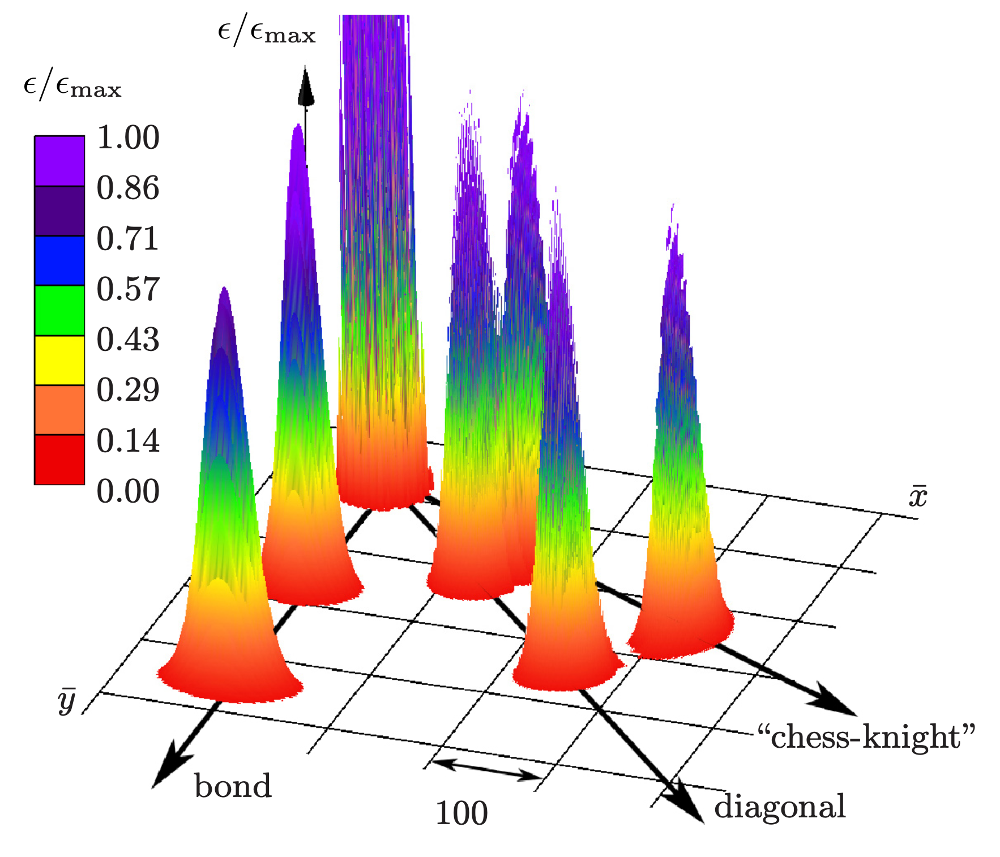 ϵ/ϵmax
ϵ/ϵmax
1.00
0.86
0.71
0.57
0.43
0.29
0.14
0.00
x̄
ȳ
“chess-knight”
bond
100
diagonal